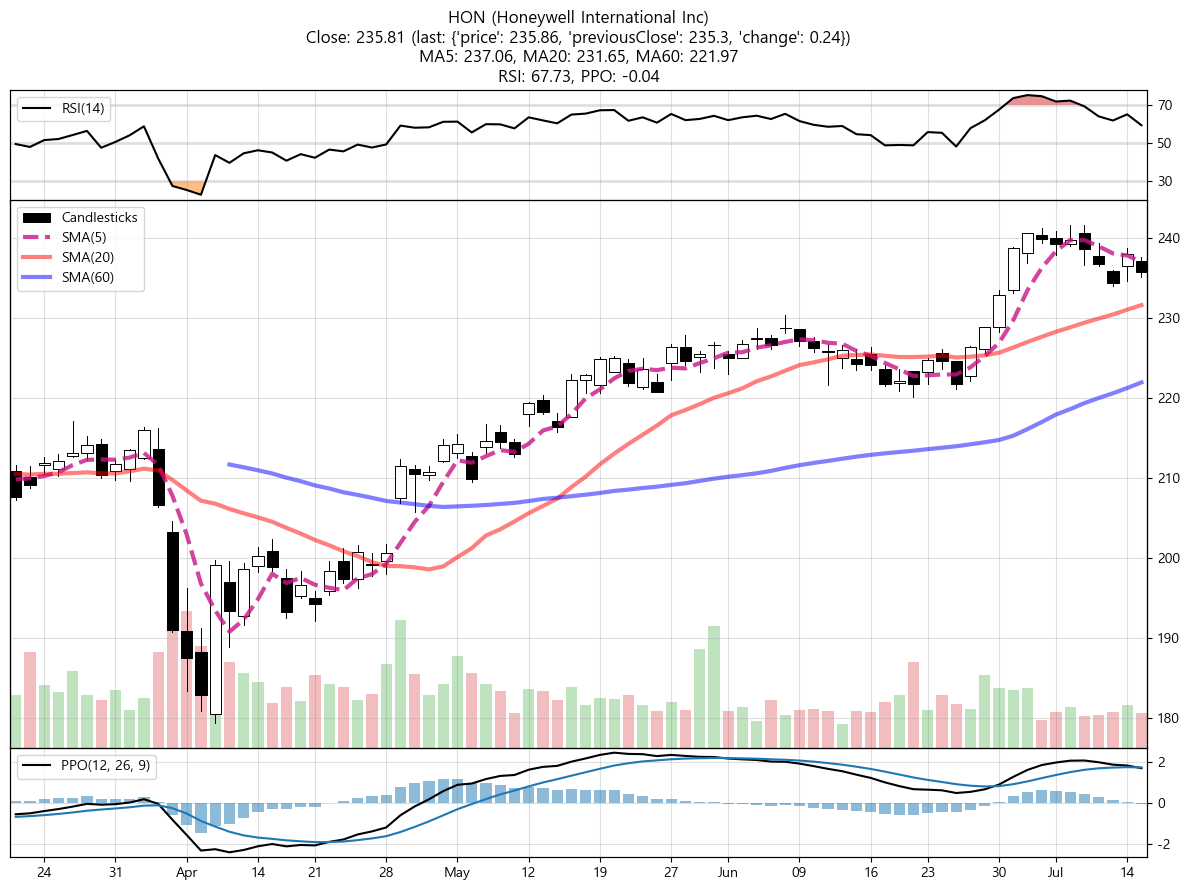 HON (Honeywell International Inc)
Close: 235.81 (last: {'price': 235.86, 'previousClose': 235.3, 'change': 0.24})
MA5: 237.06, MA20: 231.65, MA60: 221.97
RSI: 67.73, PPO: -0.04
RSI(14)
70
50
30
Candlesticks
SMA(5)
SMA(20)
SMA(60)
240
230
220
210
200
190
180
PPO(12, 26, 9)
2
0
-2
24 31 Apr 14 21 28 May 12 19 27 Jun 09 16 23 30 Jul 14